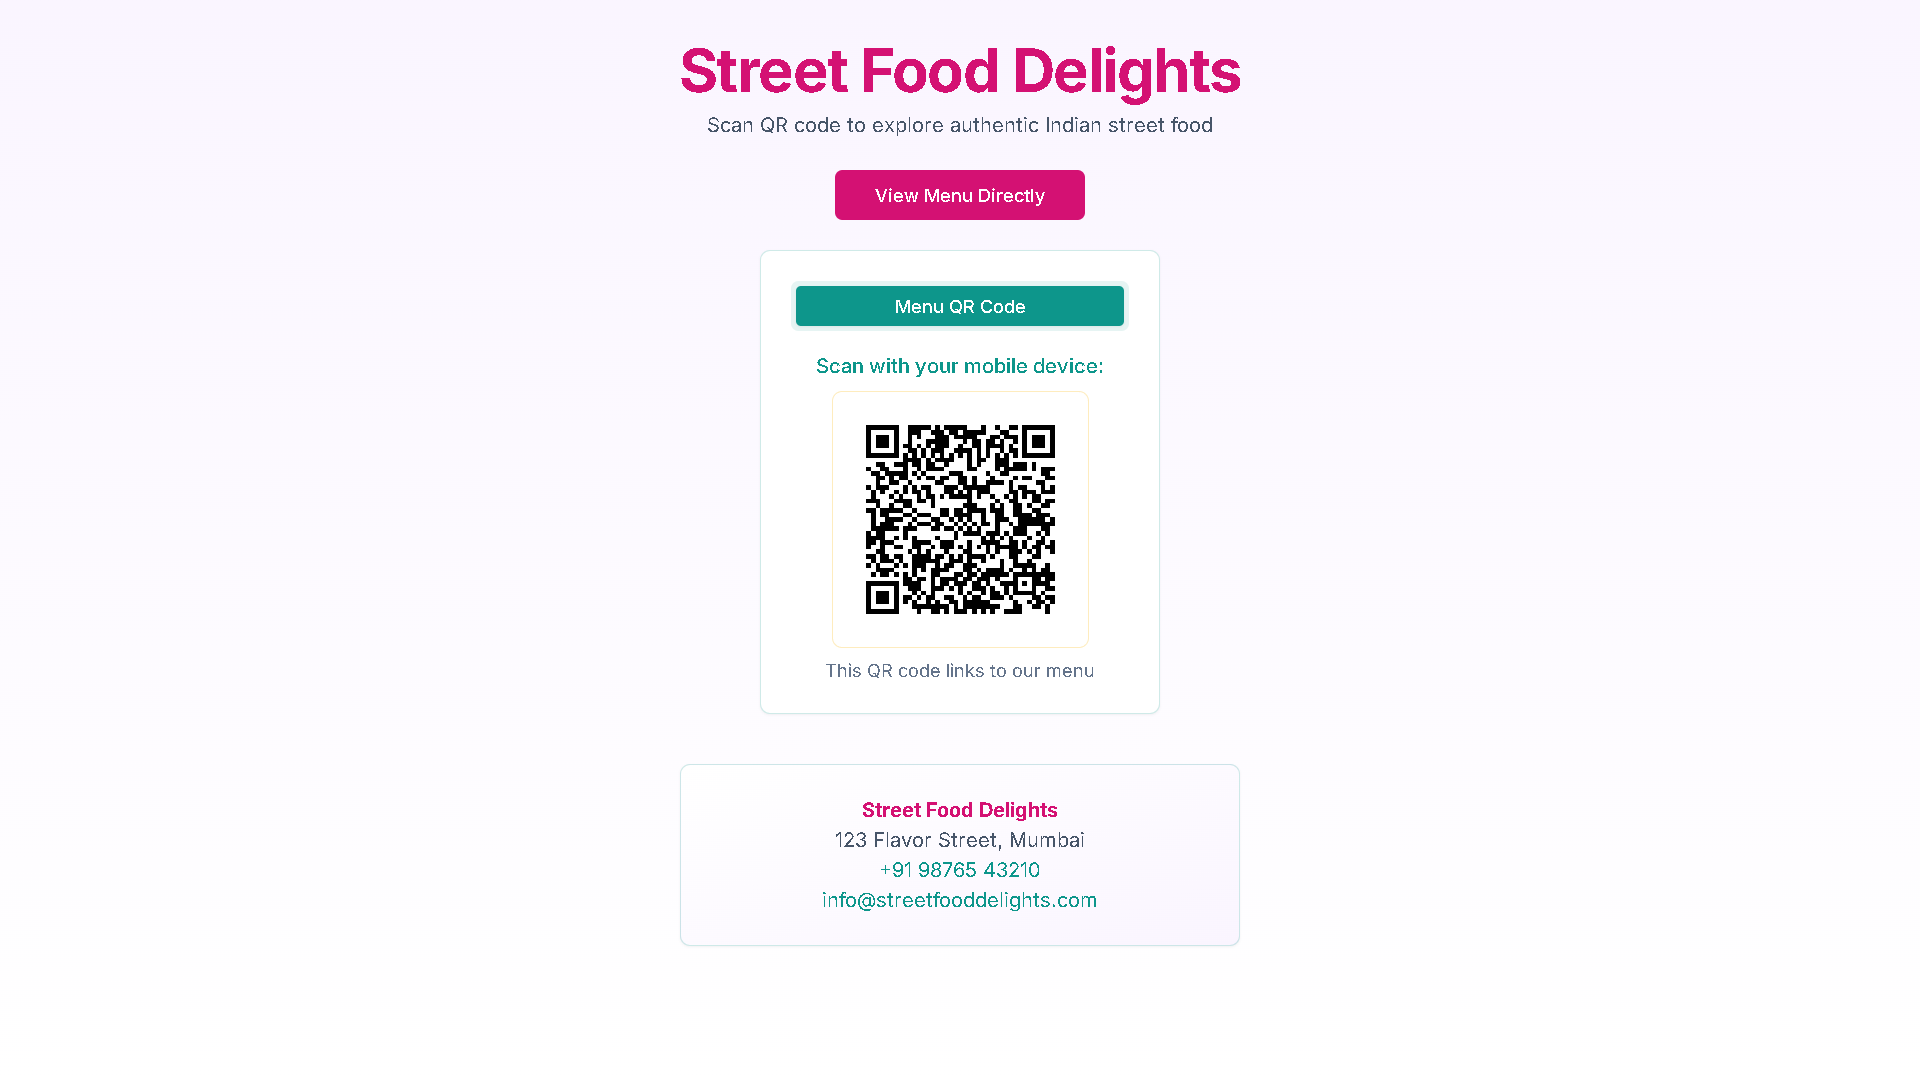 Street Food Delights
Scan QR code to explore authentic Indian street food
View Menu Directly
Menu QR Code
Scan with your mobile device:
This QR code links to our menu
Street Food Delights
123 Flavor Street, Mumbai
+91 98765 43210
info@streetfooddelights.com